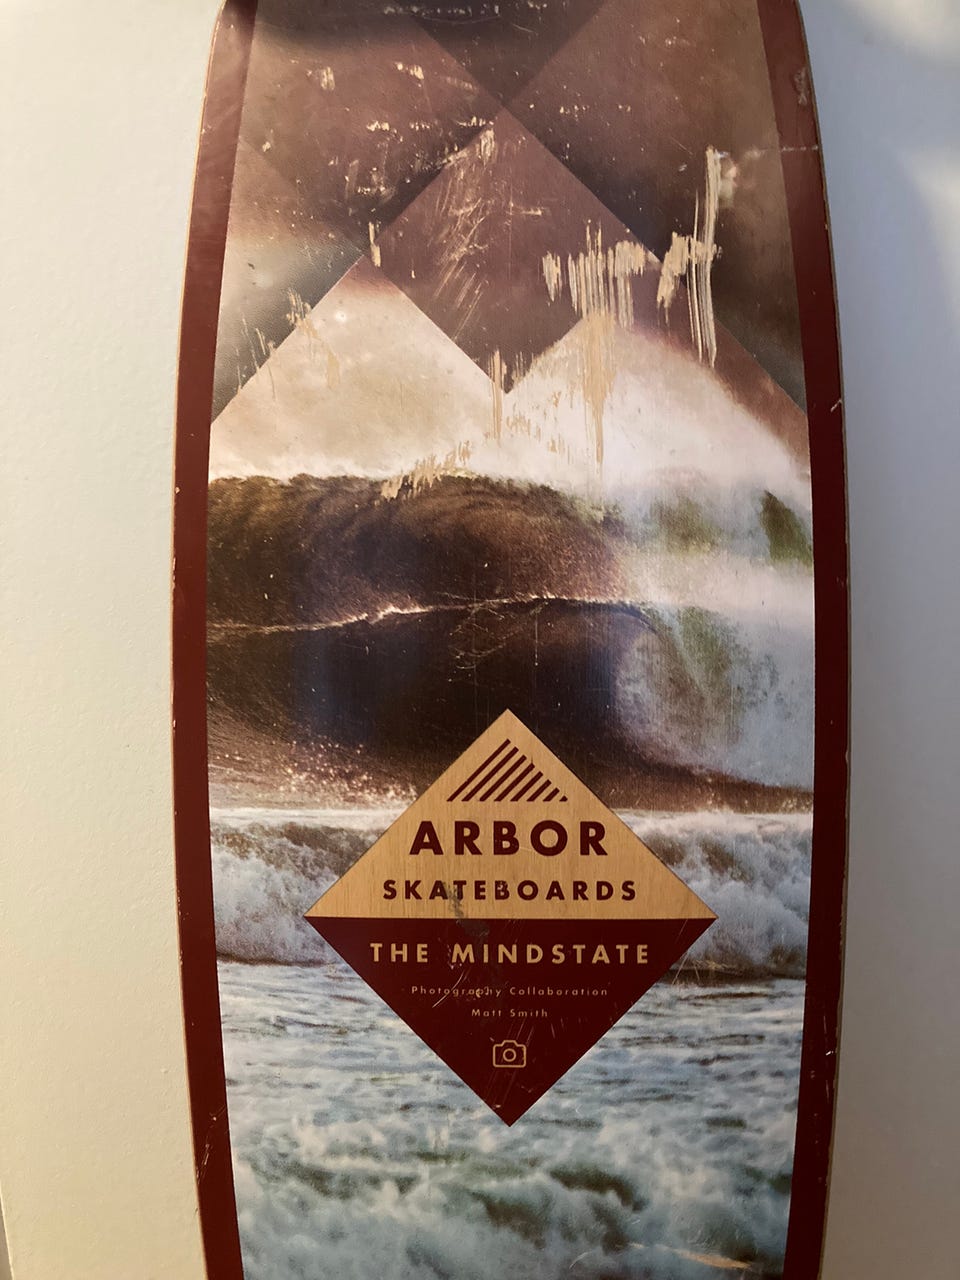 ARBOR
SKATEBOARDS
THE MINDSTATE
Photography Collaboration
Matt Smith